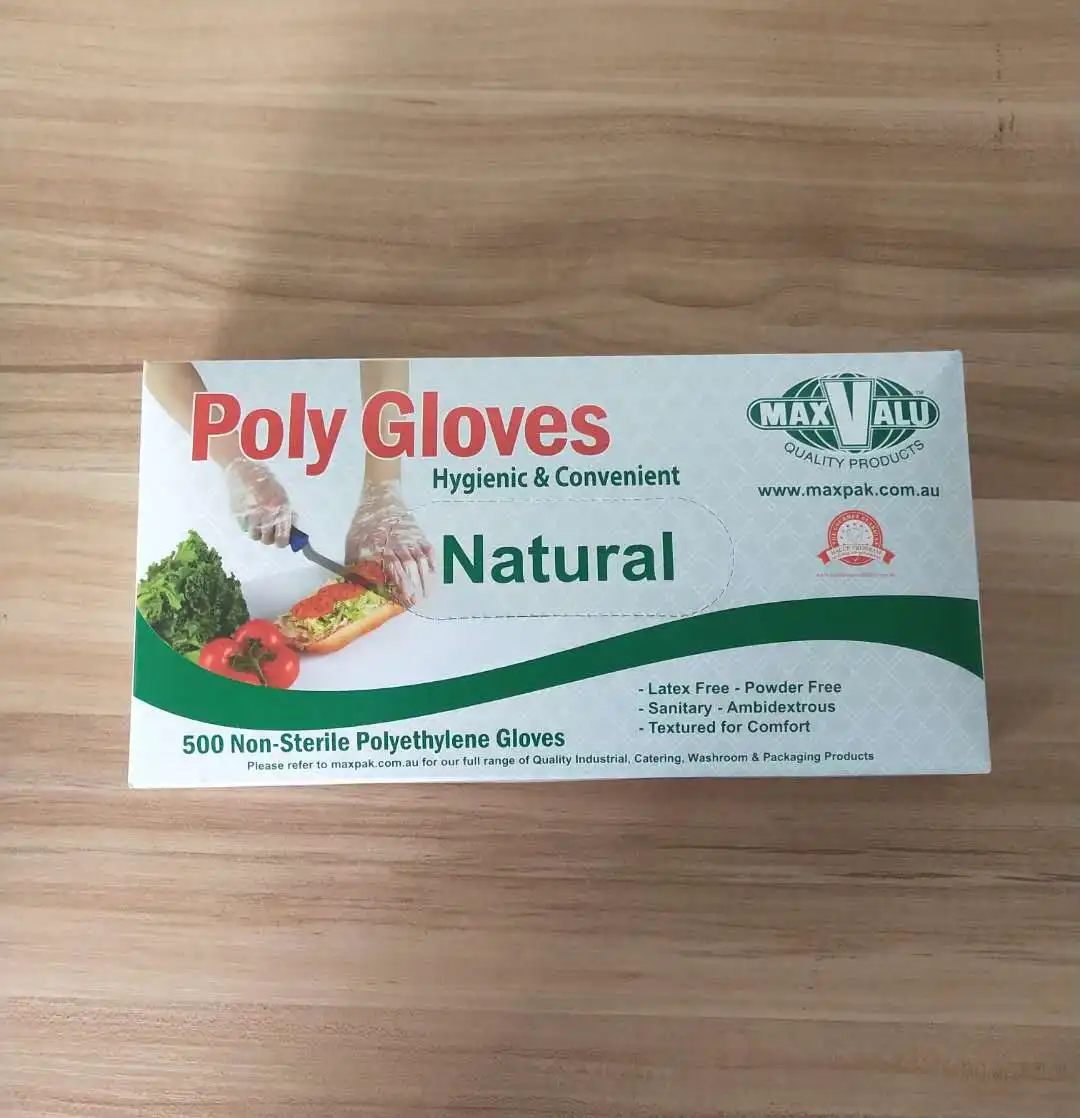 Poly Gloves
Hygienic & Convenient
MAX VALU™
QUALITY PRODUCTS
www.maxpak.com.au
Natural
- Latex Free - Powder Free
- Sanitary - Ambidextrous
- Textured for Comfort
500 Non-Sterile Polyethylene Gloves
Please refer to maxpak.com.au for our full range of Quality Industrial, Catering, Washroom & Packaging Products